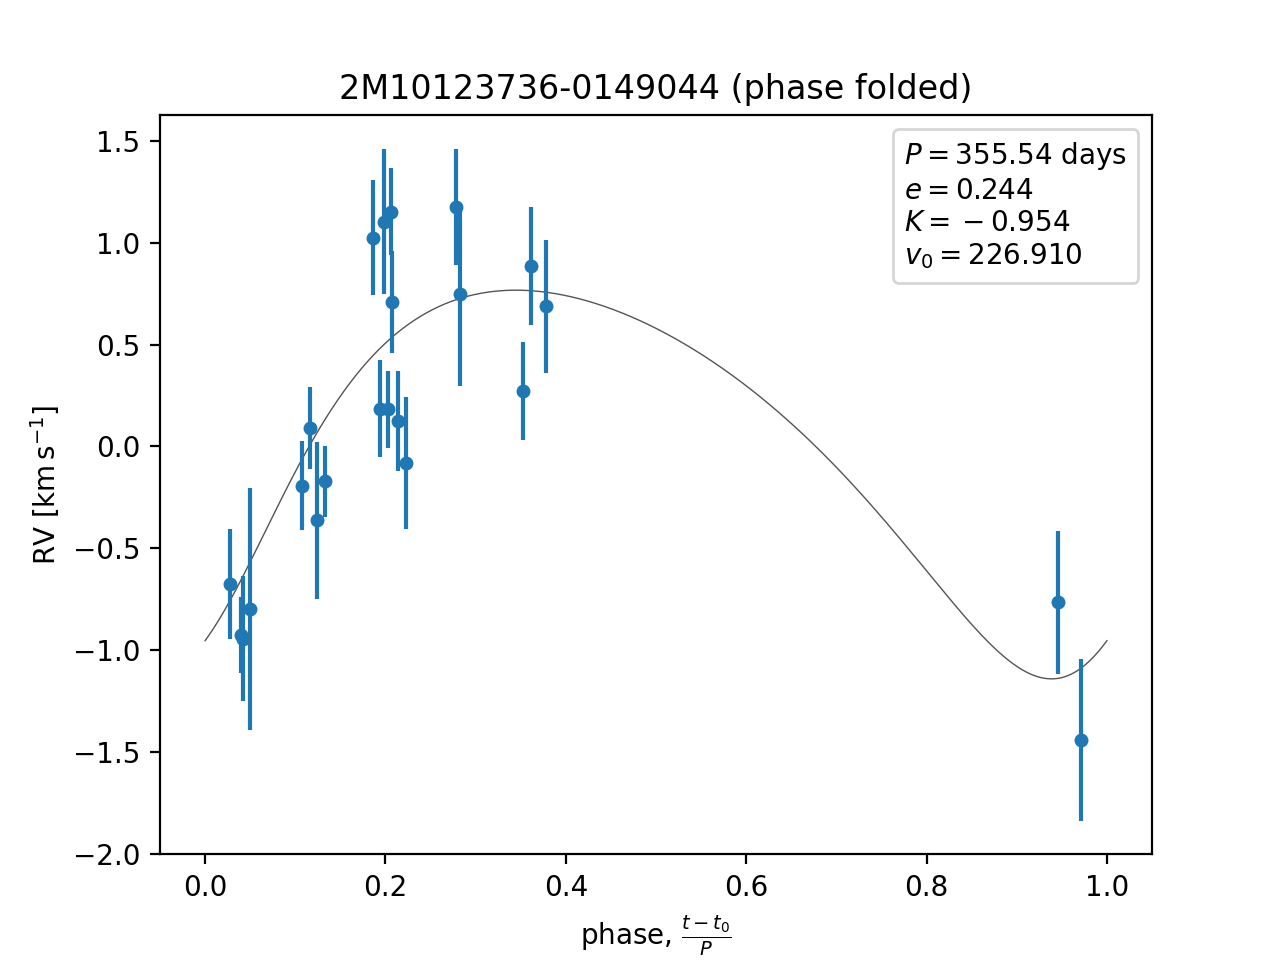 2M10123736-0149044 (phase folded)
P = 355.54 days
e = 0.244
K = −0.954
v₀ = 226.910
1.5
1.0
0.5
0.0
−0.5
−1.0
−1.5
−2.0
RV [km s⁻¹]
0.0 0.2 0.4 0.6 0.8 1.0
phase, (t − t₀)/P